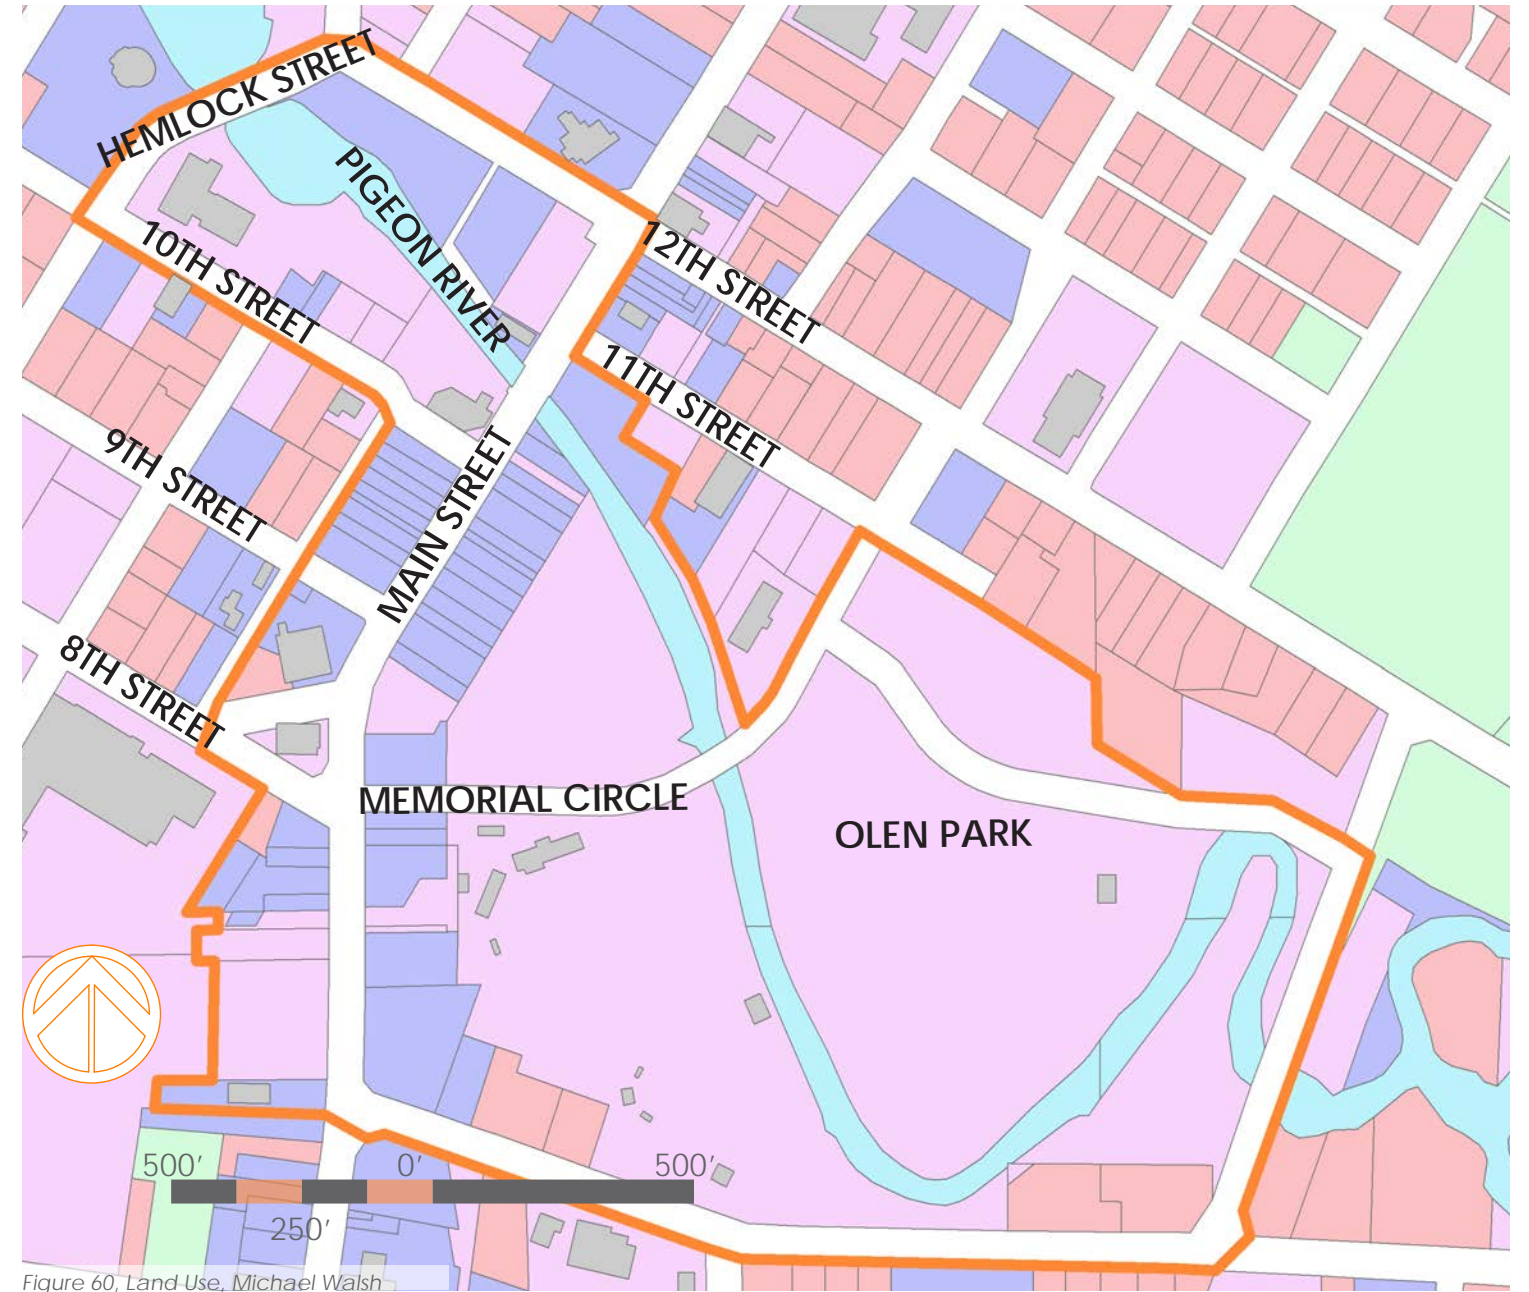 HEMLOCK STREET
PIGEON RIVER
10TH STREET
12TH STREET
11TH STREET
9TH STREET
MAIN STREET
8TH STREET
MEMORIAL CIRCLE
OLEN PARK
500' 0' 500'
250'
Figure 60, Land Use, Michael Walsh